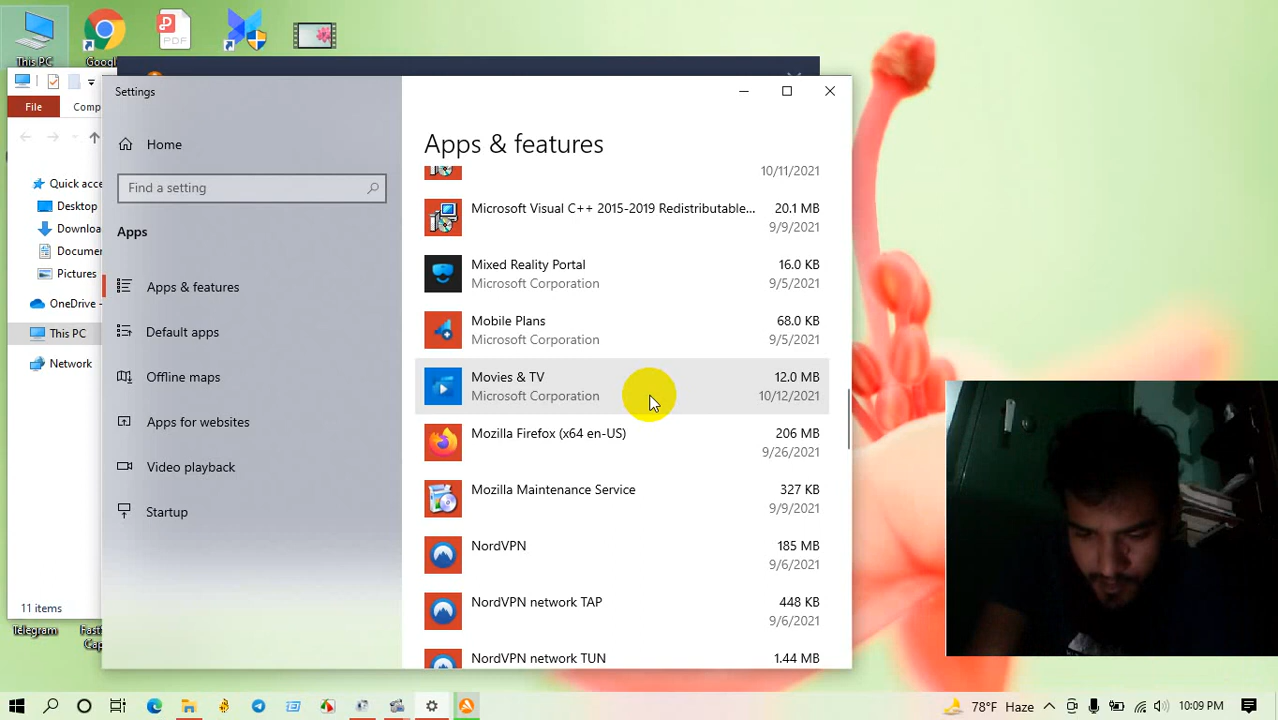 This PC
Googl
PDF
File
Comp
Quick acce
Desktop
Downloa
Docume
Pictures
OneDrive -
This PC
Network
11 items
Telegram
Fast
Cap
Settings
Home
Find a setting
Apps
Apps & features
Default apps
Offline maps
Apps for websites
Video playback
Startup
Apps & features
10/11/2021
Microsoft Visual C++ 2015-2019 Redistributable... 20.1 MB
9/9/2021
Mixed Reality Portal 16.0 KB
Microsoft Corporation 9/5/2021
Mobile Plans 68.0 KB
Microsoft Corporation 9/5/2021
Movies & TV 12.0 MB
Microsoft Corporation 10/12/2021
Mozilla Firefox (x64 en-US) 206 MB
9/26/2021
Mozilla Maintenance Service 327 KB
9/9/2021
NordVPN 185 MB
9/6/2021
NordVPN network TAP 448 KB
9/6/2021
NordVPN network TUN 1.44 MB
78°F Haze 10:09 PM